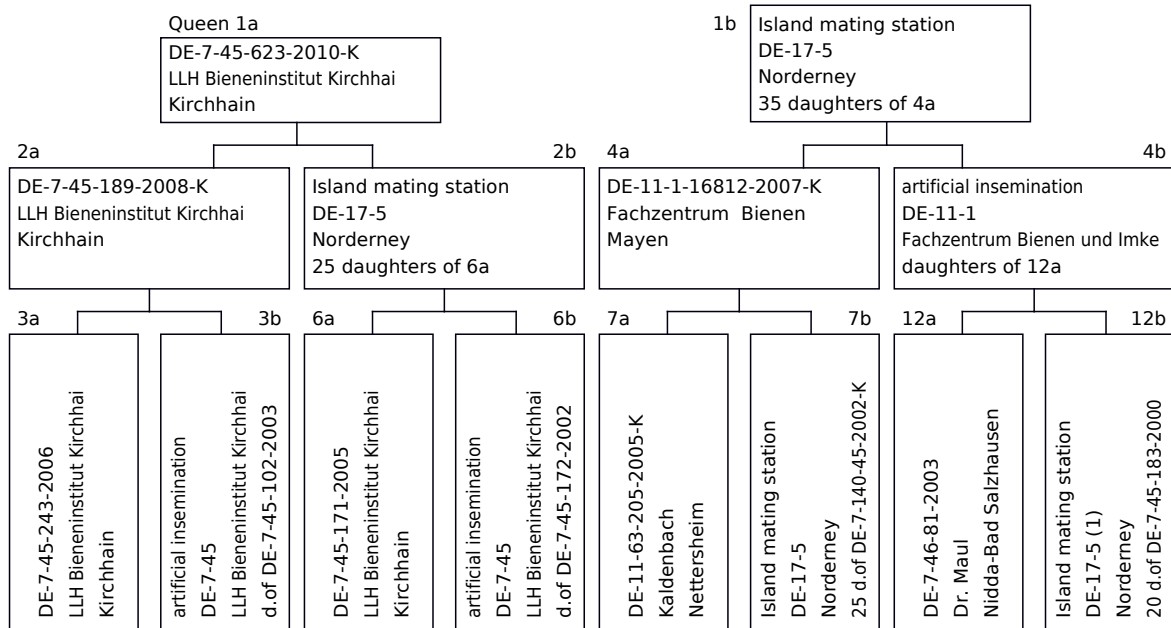 Queen 1a
DE-7-45-623-2010-K
LLH Bieneninstitut Kirchhai
Kirchhain
1b
Island mating station
DE-17-5
Norderney
35 daughters of 4a
2a
DE-7-45-189-2008-K
LLH Bieneninstitut Kirchhai
Kirchhain
2b
Island mating station
DE-17-5
Norderney
25 daughters of 6a
4a
DE-11-1-16812-2007-K
Fachzentrum Bienen
Mayen
4b
artificial insemination
DE-11-1
Fachzentrum Bienen und Imke
daughters of 12a
3a
DE-7-45-243-2006
LLH Bieneninstitut Kirchhai
Kirchhain
3b
artificial insemination
DE-7-45
LLH Bieneninstitut Kirchhai
d.of DE-7-45-102-2003
6a
DE-7-45-171-2005
LLH Bieneninstitut Kirchhai
Kirchhain
6b
artificial insemination
DE-7-45
LLH Bieneninstitut Kirchhai
d.of DE-7-45-172-2002
7a
DE-11-63-205-2005-K
Kaldenbach
Nettersheim
7b
Island mating station
DE-17-5
Norderney
25 d.of DE-7-140-45-2002-K
12a
DE-7-46-81-2003
Dr. Maul
Nidda-Bad Salzhausen
12b
Island mating station
DE-17-5 (1)
Norderney
20 d.of DE-7-45-183-2000